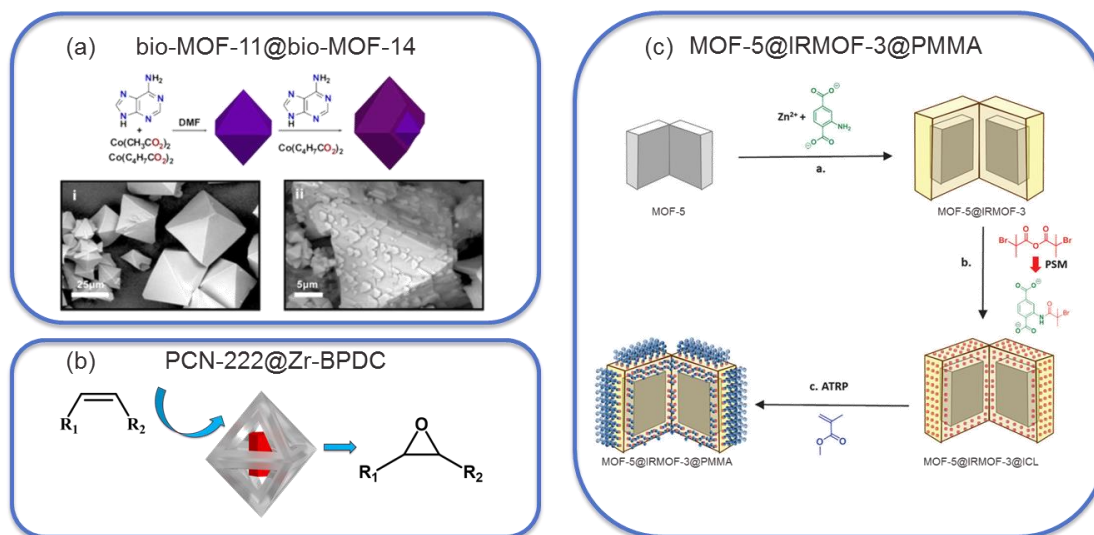 (a) bio-MOF-11@bio-MOF-14
NH₂
N
N
N
N
H
+
Co(CH₃CO₂)₂
Co(C₄H₇CO₂)₂
DMF
NH₂
N
N
N
N
H
Co(C₄H₇CO₂)₂
i
25µm
ii
5µm
(b) PCN-222@Zr-BPDC
R₁ R₂
O
R₁ R₂
(c) MOF-5@IRMOF-3@PMMA
Zn²⁺ +
O O⊖
NH₂
⊖O O
a.
MOF-5
MOF-5@IRMOF-3
b.
O O
Br O Br
PSM
O O⊖
O
N Br
H
⊖O O
MOF-5@IRMOF-3@ICL
c. ATRP
O
O
MOF-5@IRMOF-3@PMMA